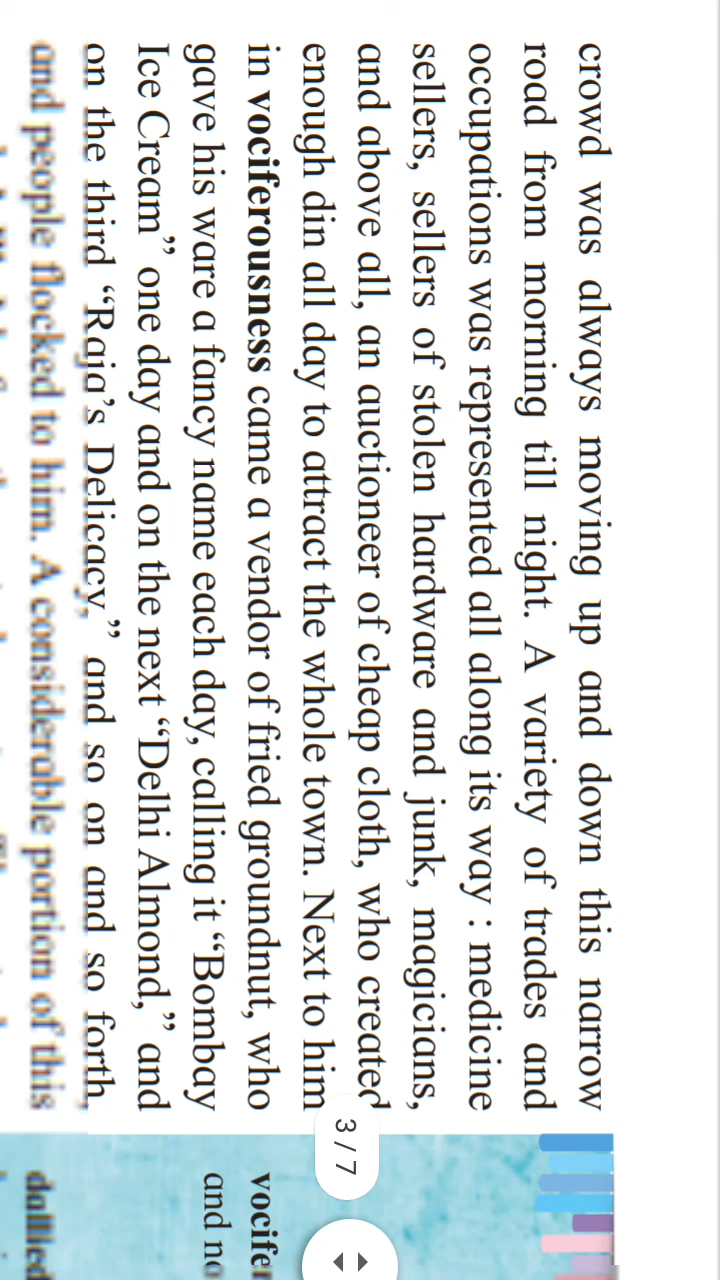 crowd was always moving up and down this narrow
road from morning till night. A variety of trades and
occupations was represented all along its way : medicine
sellers, sellers of stolen hardware and junk, magicians,
and above all, an auctioneer of cheap cloth, who created
enough din all day to attract the whole town. Next to him
in vociferousness came a vendor of fried groundnut, who
gave his ware a fancy name each day, calling it “Bombay
Ice Cream” one day and on the next “Delhi Almond,” and
on the third “Raja’s Delicacy,” and so on and so forth,
and people flocked to him. A considerable portion of this
3 / 7
vocifer
and no
dallied